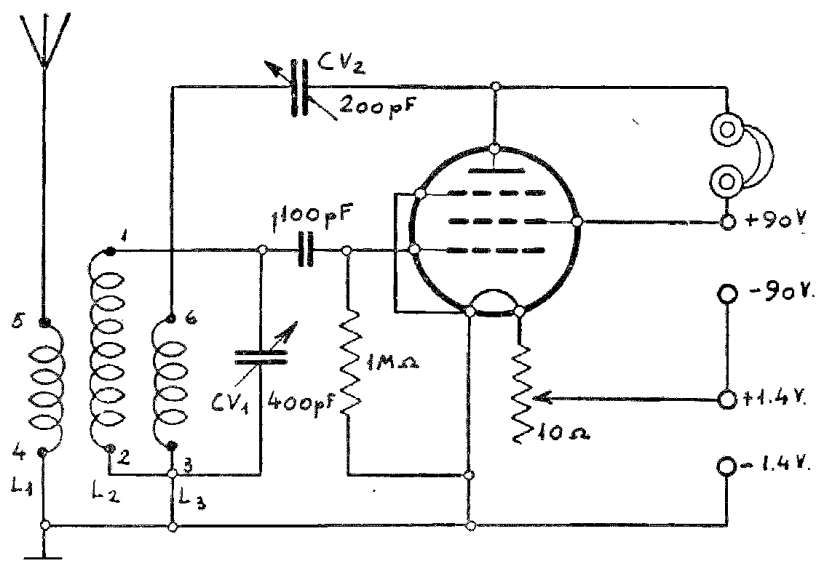 CV2
200pF
1
100pF
+90V.
5
6
-90V.
1MΩ
CV1
400pF
+1.4V.
10Ω
4
2
3
-1.4V.
L1
L2
L3